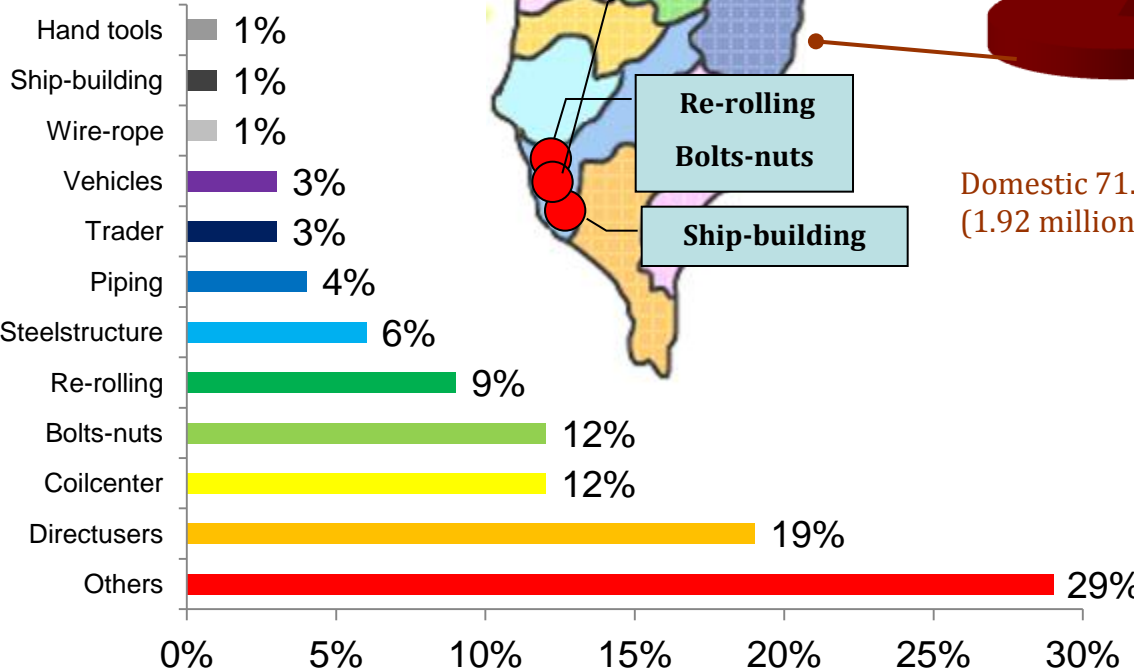 Hand tools 1%
Ship-building 1%
Wire-rope 1%
Vehicles 3%
Trader 3%
Piping 4%
Steelstructure 6%
Re-rolling 9%
Bolts-nuts 12%
Coilcenter 12%
Directusers 19%
Others 29%
0% 5% 10% 15% 20% 25% 30%
Re-rolling
Bolts-nuts
Ship-building
Domestic 71.
(1.92 million